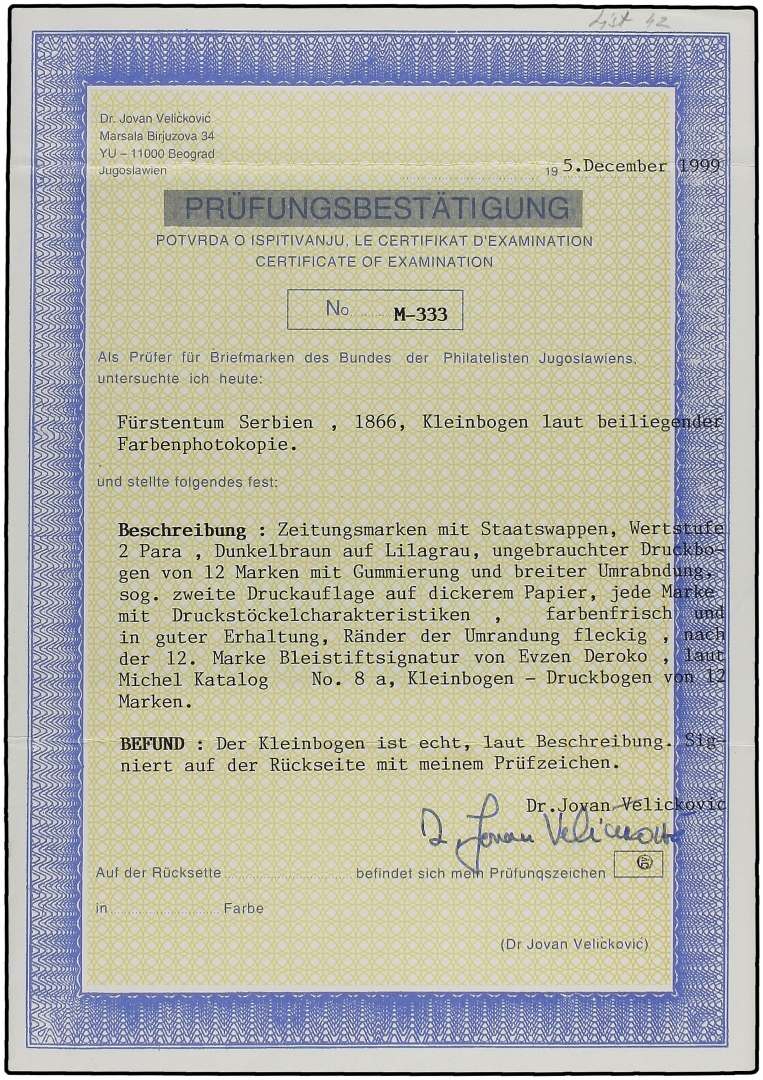 List 42
Dr. Jovan Veličković
Marsala Birjuzova 34
YU – 11000 Beograd
Jugoslawien
19 5.December 1999
PRÜFUNGSBESTÄTIGUNG
POTVRDA O ISPITIVANJU, LE CERTIFIKAT D'EXAMINATION
CERTIFICATE OF EXAMINATION
No M-333
Als Prüfer für Briefmarken des Bundes der Philatelisten Jugoslawiens,
untersuchte ich heute:
Fürstentum Serbien , 1866, Kleinbogen laut beiliegender
Farbenphotokopie.
und stellte folgendes fest:
Beschreibung : Zeitungsmarken mit Staatswappen, Wertstufe
2 Para , Dunkelbraun auf Lilagrau, ungebrauchter Druckbo-
gen von 12 Marken mit Gummierung und breiter Umrabndung,
sog. zweite Druckauflage auf dickerem Papier, jede Marke
mit Druckstöckelcharakteristiken , farbenfrisch und
in guter Erhaltung, Ränder der Umrandung fleckig , nach
der 12. Marke Bleistiftsignatur von Evzen Deroko , laut
Michel Katalog No. 8 a, Kleinbogen – Druckbogen von 12
Marken.
BEFUND : Der Kleinbogen ist echt, laut Beschreibung. Sig-
niert auf der Rückseite mit meinem Prüfzeichen.
Dr.Jovan Velickovic
Dr Jovan Veličković
Auf der Rücksette befindet sich mein Prüfungszeichen
in Farbe
(Dr Jovan Veličković)